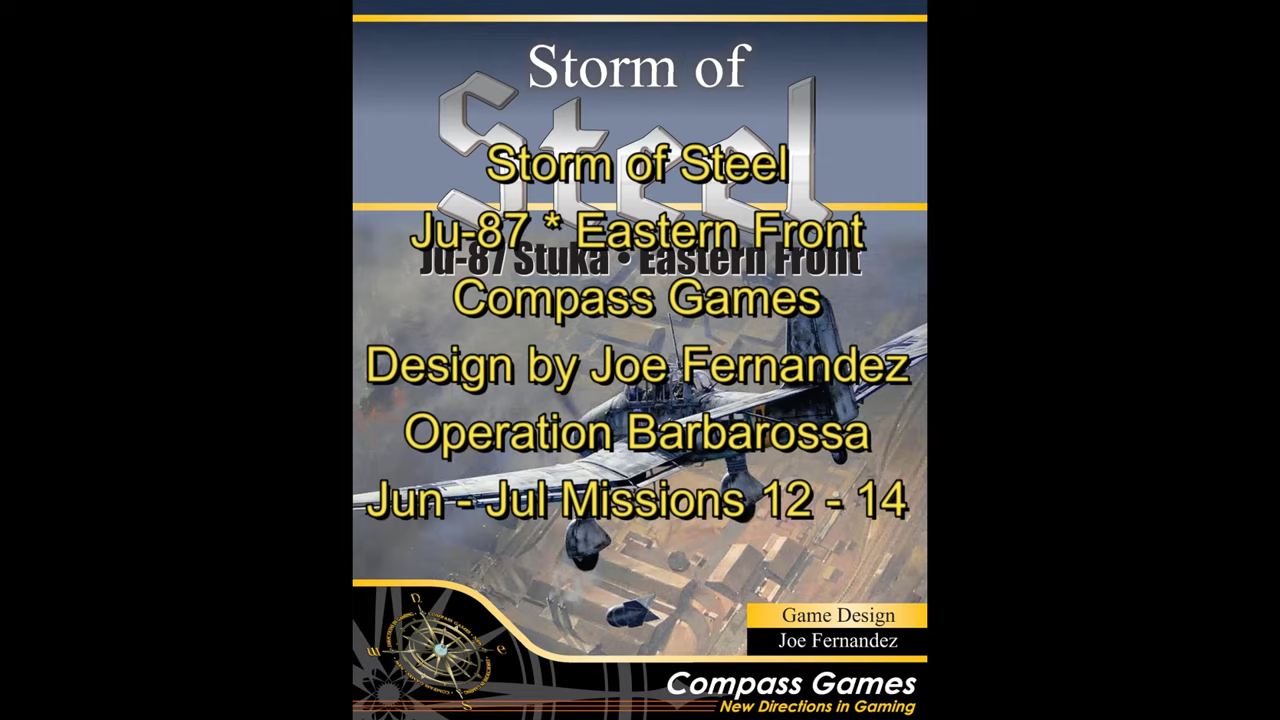 Storm of
Steel
Storm of Steel
Ju-87 * Eastern Front
Ju-87 Stuka • Eastern Front
Compass Games
Design by Joe Fernandez
Operation Barbarossa
Jun - Jul Missions 12 - 14
Game Design
Joe Fernandez
Compass Games
New Directions in Gaming